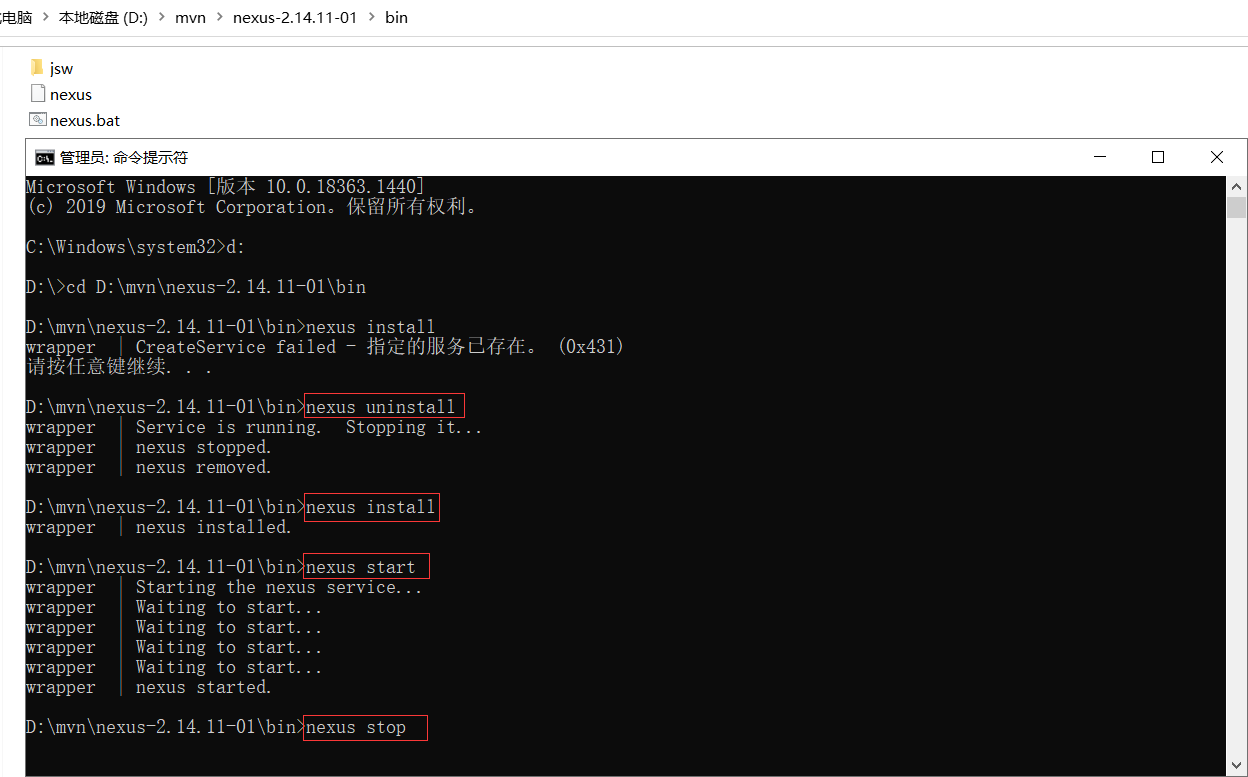 电脑 > 本地磁盘 (D:) > mvn > nexus-2.14.11-01 > bin
jsw
nexus
nexus.bat
管理员: 命令提示符
Microsoft Windows [版本 10.0.18363.1440]
(c) 2019 Microsoft Corporation。保留所有权利。
C:\Windows\system32>d:
D:\>cd D:\mvn\nexus-2.14.11-01\bin
D:\mvn\nexus-2.14.11-01\bin>nexus install
wrapper | CreateService failed - 指定的服务已存在。 (0x431)
请按任意键继续. . .
D:\mvn\nexus-2.14.11-01\bin>nexus uninstall
wrapper | Service is running. Stopping it...
wrapper | nexus stopped.
wrapper | nexus removed.
D:\mvn\nexus-2.14.11-01\bin>nexus install
wrapper | nexus installed.
D:\mvn\nexus-2.14.11-01\bin>nexus start
wrapper | Starting the nexus service...
wrapper | Waiting to start...
wrapper | Waiting to start...
wrapper | Waiting to start...
wrapper | Waiting to start...
wrapper | nexus started.
D:\mvn\nexus-2.14.11-01\bin>nexus stop